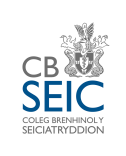 CB
SEIC
COLEG BRENHINOL Y
SEICIATRYDDION